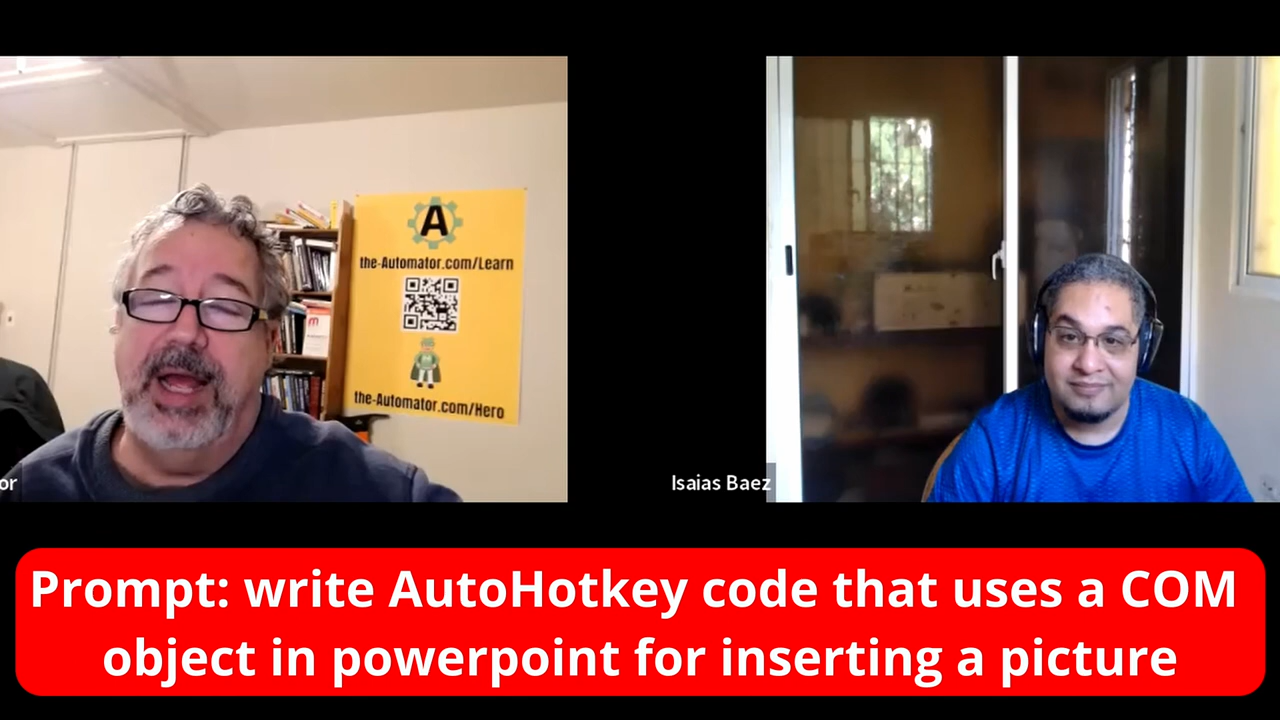 A
the-Automator.com/Learn
the-Automator.com/Hero
or
Isaias Baez
Prompt: write AutoHotkey code that uses a COM
object in powerpoint for inserting a picture